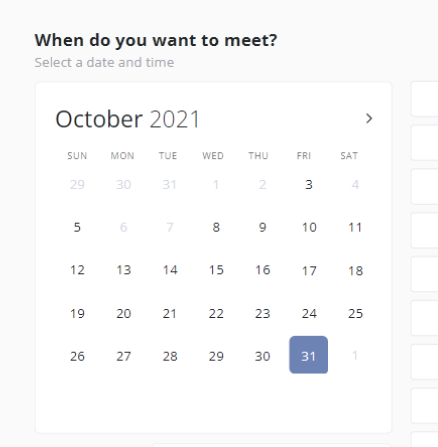 When do you want to meet?
Select a date and time
October 2021
SUN MON TUE WED THU FRI SAT
29 30 31 1 2 3 4
5 6 7 8 9 10 11
12 13 14 15 16 17 18
19 20 21 22 23 24 25
26 27 28 29 30 31 1